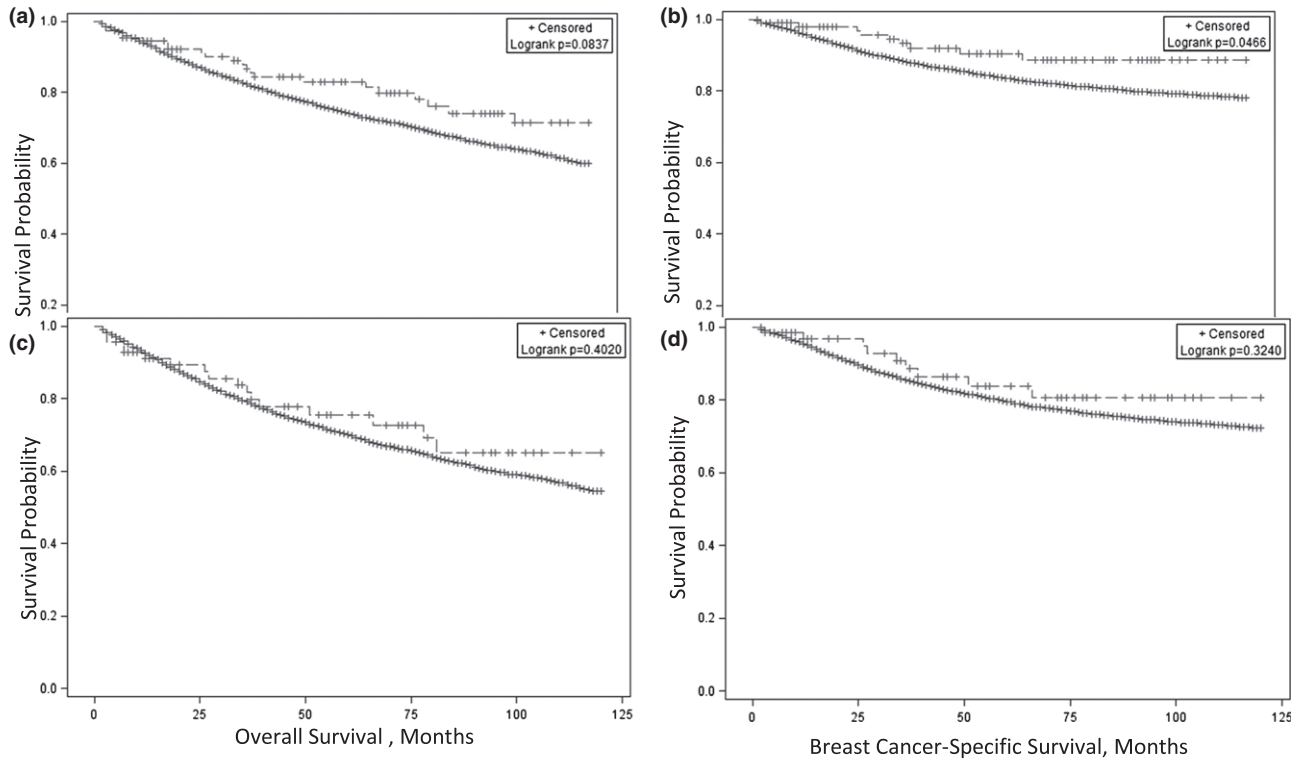 (a)
+ Censored
Logrank p=0.0837
1.0
0.8
0.6
0.4
0.2
Survival Probability
(b)
+ Censored
Logrank p=0.0466
1.0
0.8
0.6
0.4
0.2
Survival Probability
(c)
+ Censored
Logrank p=0.4020
1.0
0.8
0.6
0.4
0.2
0.0
Survival Probability
0 25 50 75 100 125
Overall Survival , Months
(d)
+ Censored
Logrank p=0.3240
1.0
0.8
0.6
0.4
0.2
0.0
Survival Probability
0 25 50 75 100 125
Breast Cancer-Specific Survival, Months